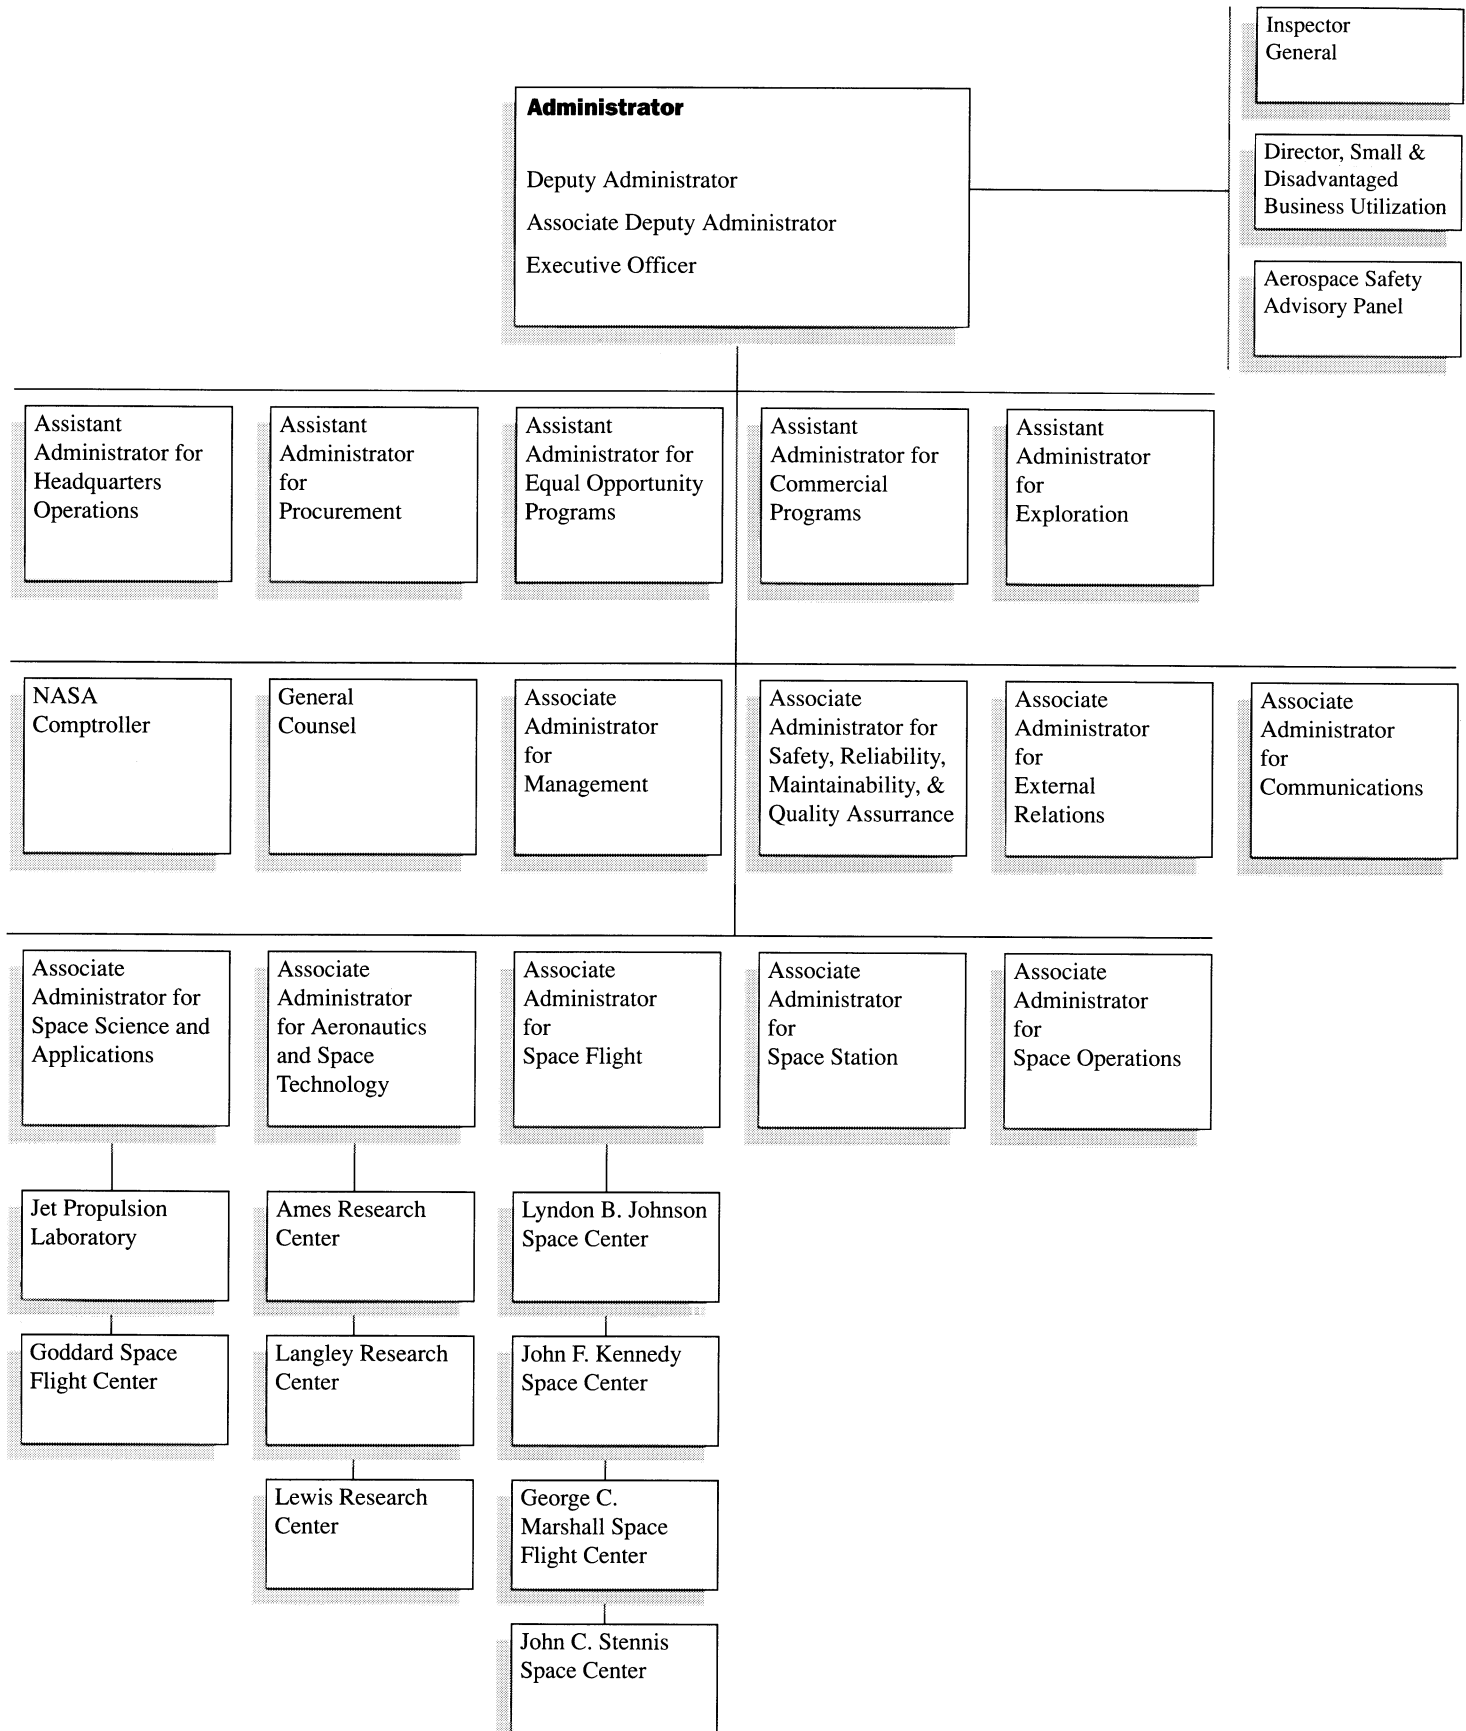 Inspector
General
Administrator
Deputy Administrator
Associate Deputy Administrator
Executive Officer
Director, Small &
Disadvantaged
Business Utilization
Aerospace Safety
Advisory Panel
Assistant
Administrator for
Headquarters
Operations
Assistant
Administrator
for
Procurement
Assistant
Administrator for
Equal Opportunity
Programs
Assistant
Administrator for
Commercial
Programs
Assistant
Administrator
for
Exploration
NASA
Comptroller
General
Counsel
Associate
Administrator
for
Management
Associate
Administrator for
Safety, Reliability,
Maintainability, &
Quality Assurrance
Associate
Administrator
for
External
Relations
Associate
Administrator
for
Communications
Associate
Administrator for
Space Science and
Applications
Associate
Administrator
for Aeronautics
and Space
Technology
Associate
Administrator
for
Space Flight
Associate
Administrator
for
Space Station
Associate
Administrator
for
Space Operations
Jet Propulsion
Laboratory
Goddard Space
Flight Center
Ames Research
Center
Langley Research
Center
Lewis Research
Center
Lyndon B. Johnson
Space Center
John F. Kennedy
Space Center
George C.
Marshall Space
Flight Center
John C. Stennis
Space Center